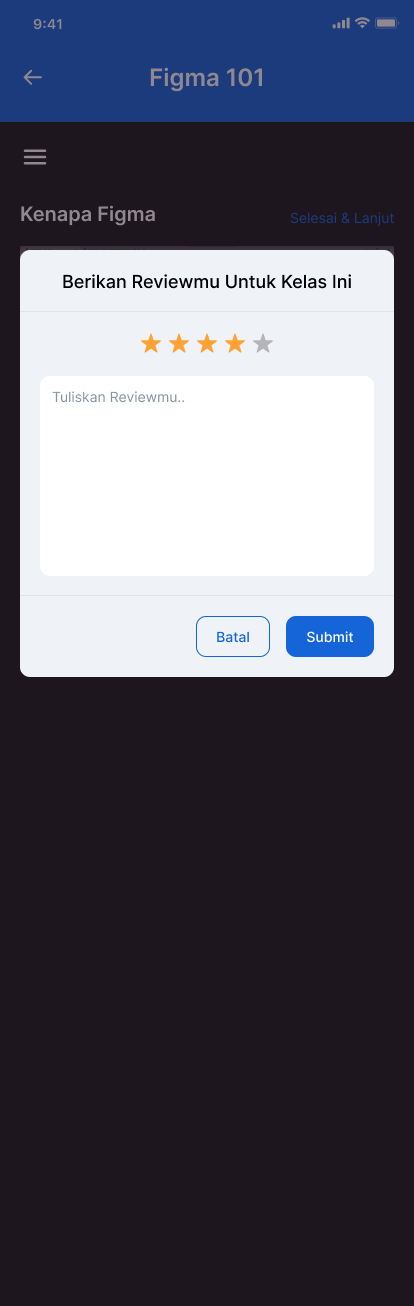 9:41
Figma 101
Kenapa Figma
Selesai & Lanjut
Berikan Reviewmu Untuk Kelas Ini
Tuliskan Reviewmu..
Batal
Submit